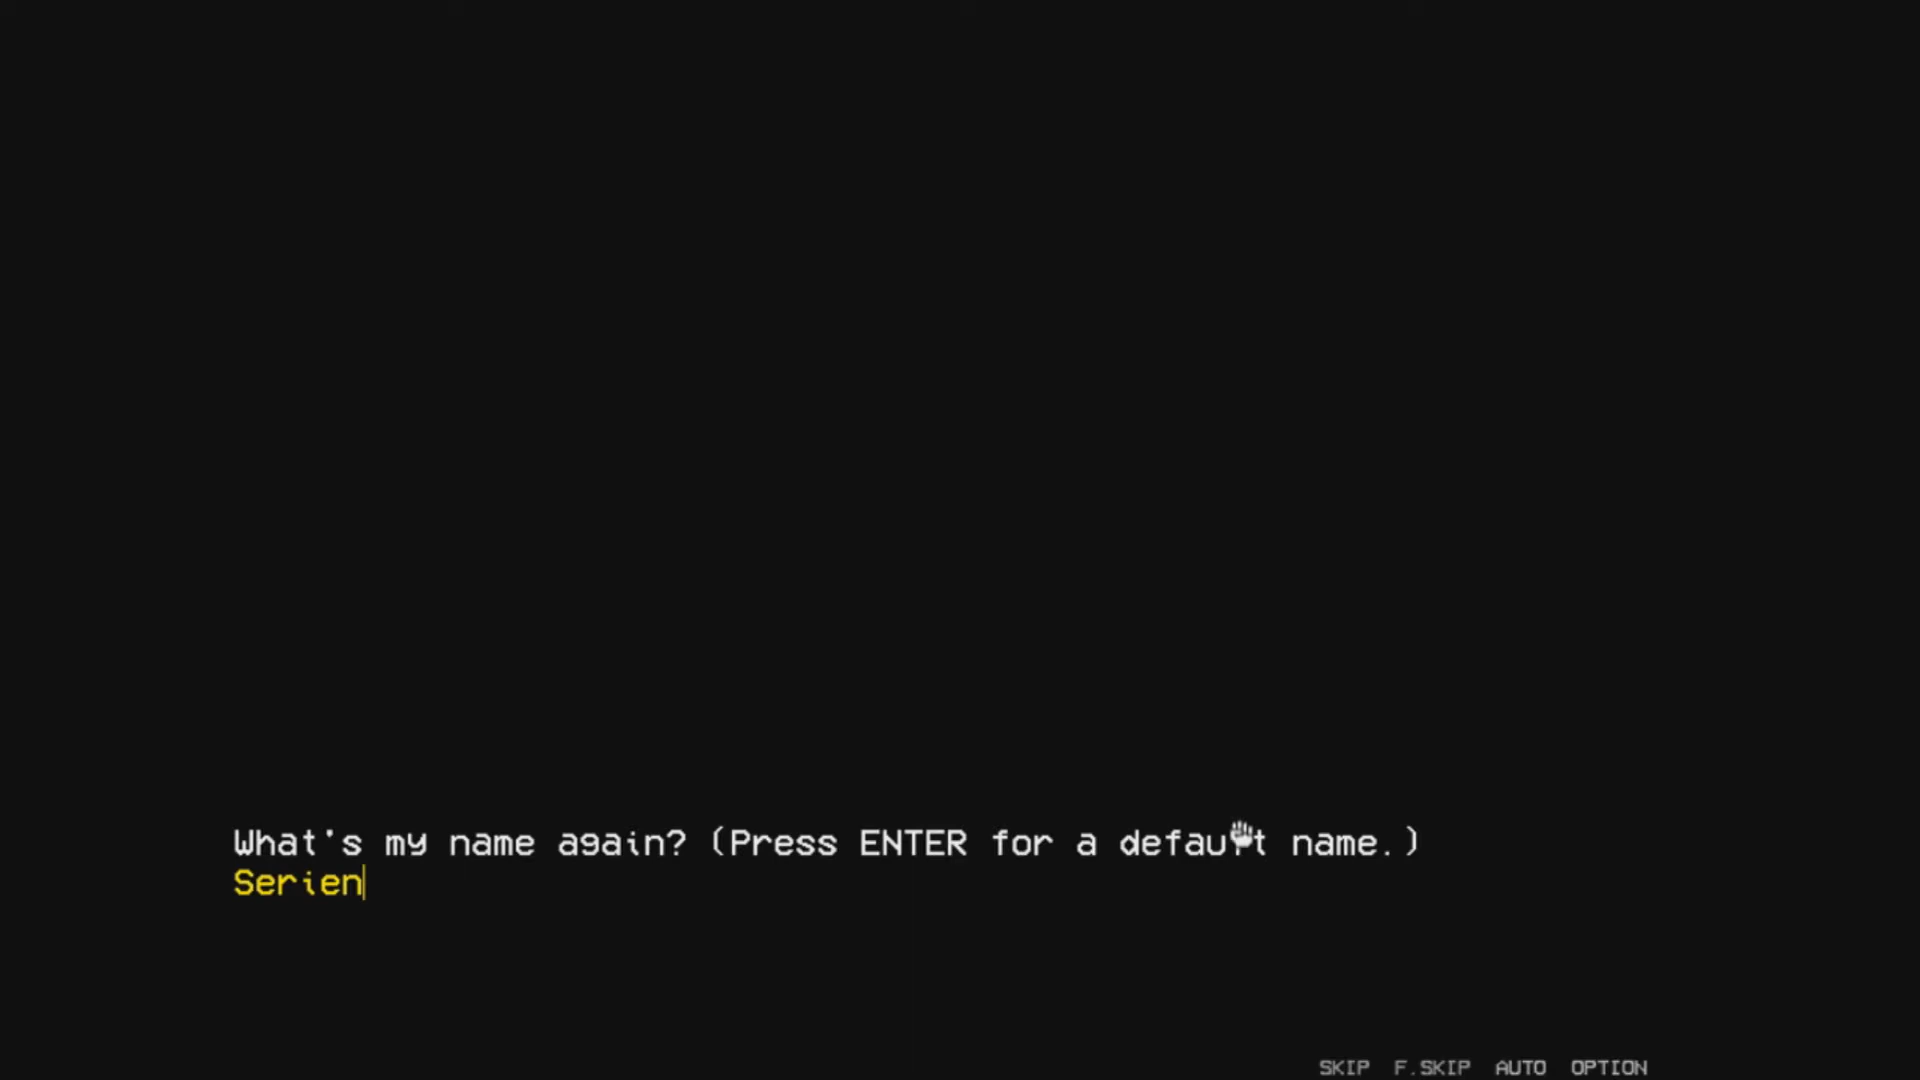 What's my name again? (Press ENTER for a default name.)
Serien
SKIP F.SKIP AUTO OPTION